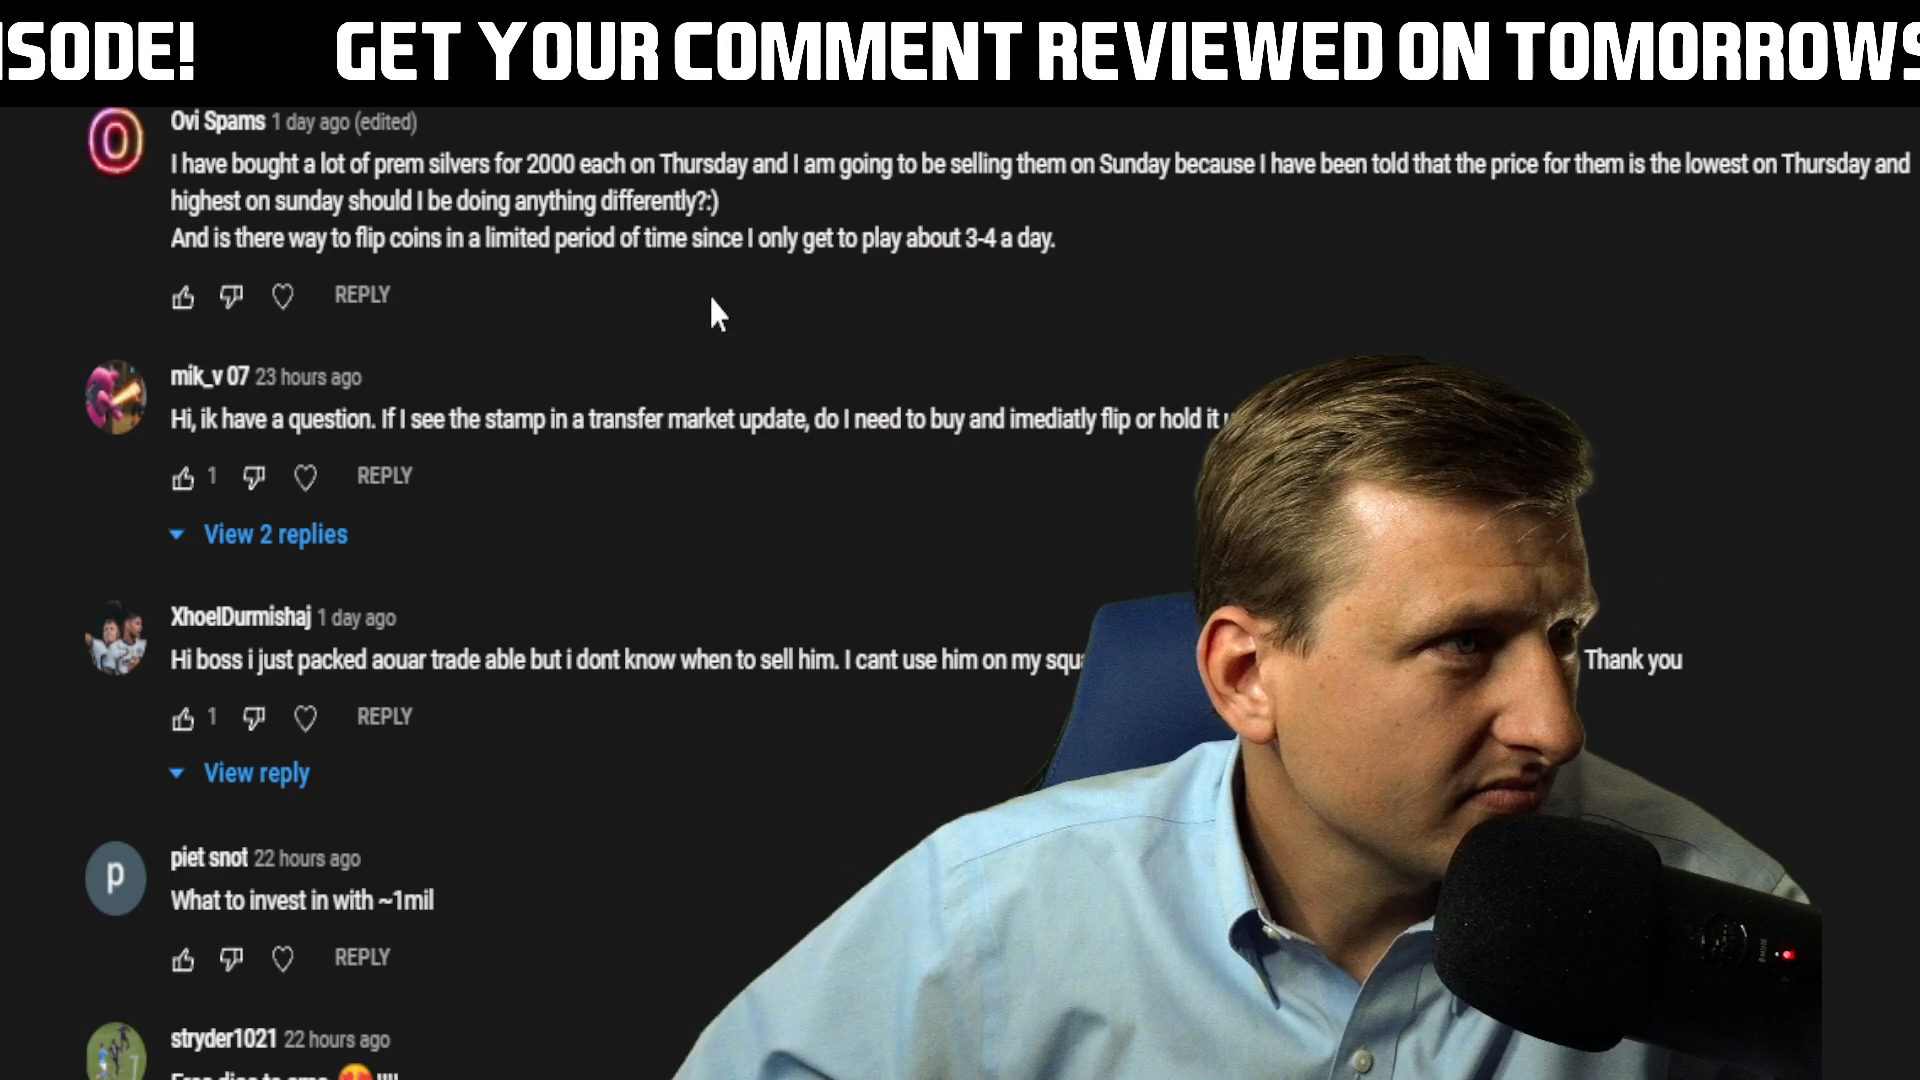 ISODE! GET YOUR COMMENT REVIEWED ON TOMORROWS
Ovi Spams 1 day ago (edited)
I have bought a lot of prem silvers for 2000 each on Thursday and I am going to be selling them on Sunday because I have been told that the price for them is the lowest on Thursday and
highest on sunday should I be doing anything differently?:)
And is there way to flip coins in a limited period of time since I only get to play about 3-4 a day.
REPLY
mik_v 07 23 hours ago
Hi, ik have a question. If I see the stamp in a transfer market update, do I need to buy and imediatly flip or hold it
1 REPLY
View 2 replies
XhoelDurmishaj 1 day ago
Hi boss i just packed aouar trade able but i dont know when to sell him. I cant use him on my squ Thank you
1 REPLY
View reply
p
piet snot 22 hours ago
What to invest in with ~1mil
REPLY
stryder1021 22 hours ago